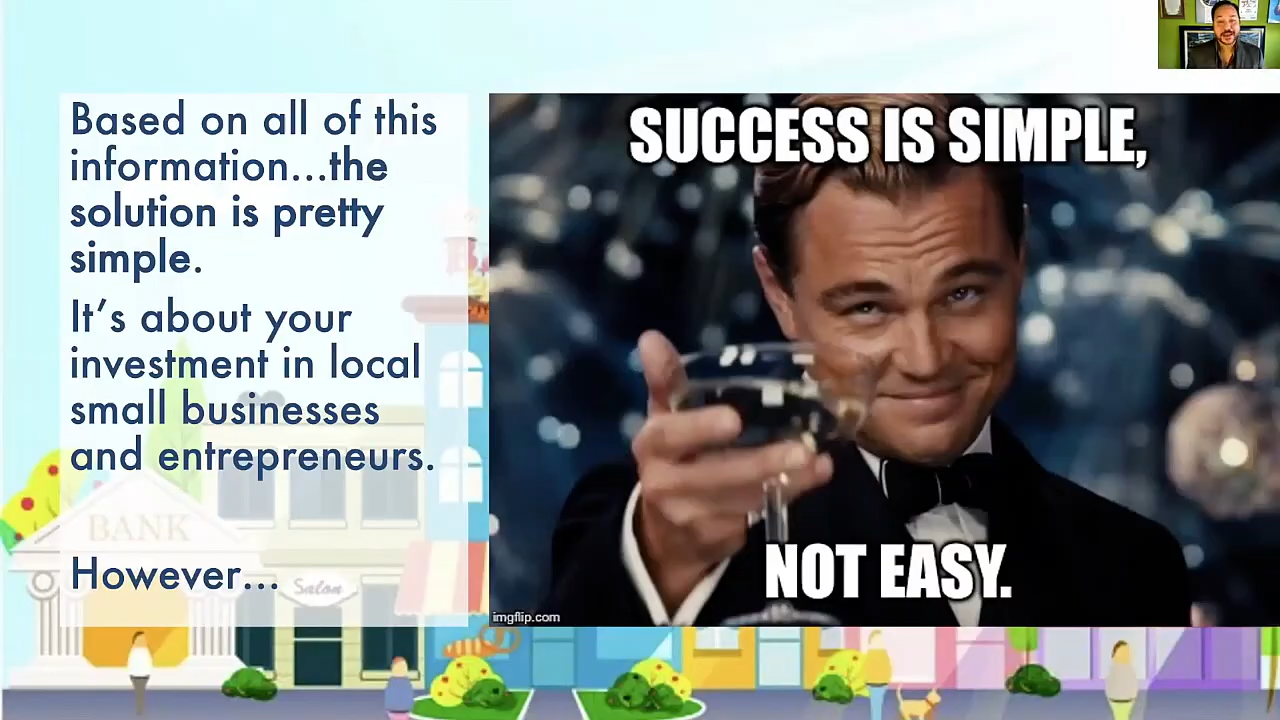 Based on all of this
information...the
solution is pretty
simple.
It's about your
investment in local
small businesses
and entrepreneurs.
However...
SUCCESS IS SIMPLE,
NOT EASY.
imgflip.com
BANK
Salon